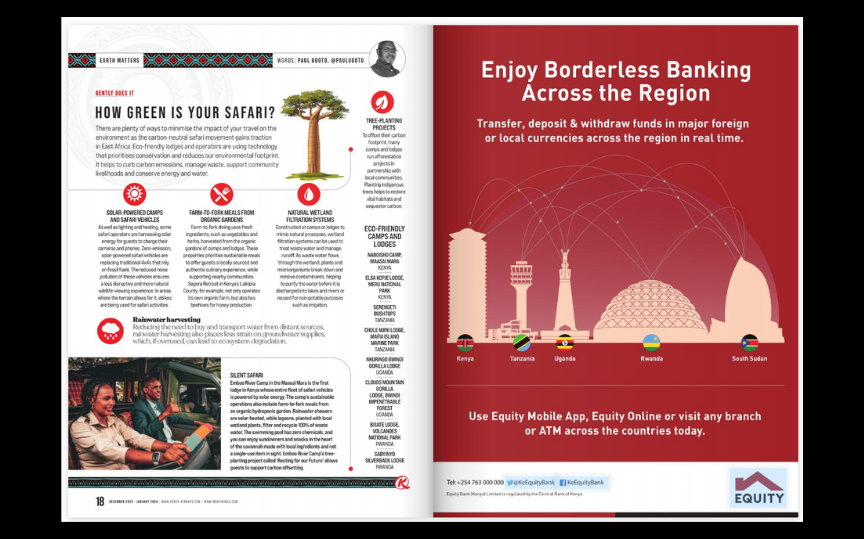 EARTH MATTERS
WORDS: PAUL UDOTO, @PAULUDOTO
GENTLY DOES IT
HOW GREEN IS YOUR SAFARI?
There are plenty of ways to minimise the impact of your travel on the
environment as the carbon-neutral safari movement gains traction
in East Africa. Eco-friendly lodges and operators are using technology
that prioritises conservation and reduces our environmental footprint.
It helps to curb carbon emissions, manage waste, support community
livelihoods and conserve energy and water.
SOLAR-POWERED CAMPS
AND SAFARI VEHICLES
As well as lighting and heating, some
safari operators are harnessing solar
energy for guests to charge their
cameras and phones. Zero-emission,
solar-powered safari vehicles are
replacing traditional 4x4s that rely
on fossil fuels. The reduced noise
pollution of these vehicles ensures
a less disruptive and more natural
wildlife-viewing experience. In areas
where the terrain allows for it, ebikes
are being used for safari activities.
FARM-TO-FORK MEALS FROM
ORGANIC GARDENS
Farm-to-fork dining uses fresh
ingredients, such as vegetables and
herbs, harvested from the organic
gardens of camps and lodges. These
properties prioritise sustainable meals
to offer guests a locally sourced and
authentic culinary experience, while
supporting nearby communities.
Segera Retreat in Kenya's Laikipia
County, for example, not only operates
its own organic farm, but also has
beehives for honey production.
NATURAL WETLAND
FILTRATION SYSTEMS
Constructed at camps or lodges to
mimic natural processes, wetland
filtration systems can be used to
treat waste water and manage
runoff. As waste water flows
through the wetland, plants and
microorganisms break down and
remove contaminants, helping
to purify the water before it is
discharged into lakes and rivers or
reused for non-potable purposes
such as irrigation.
Rainwater harvesting
Reducing the need to buy and transport water from distant sources,
rainwater harvesting also places less strain on groundwater supplies,
which, if overused, can lead to ecosystem degradation.
SILENT SAFARI
Emboo River Camp in the Maasai Mara is the first
lodge in Kenya whose entire fleet of safari vehicles
is powered by solar energy. The camp's sustainable
operations also include farm-to-fork meals from
an organic hydroponic garden. Rainwater showers
are solar-heated, while lagoons, planted with local
wetland plants, filter and recycle 100% of waste
water. The swimming pool has zero chemicals, and
you can enjoy sundowners and snacks in the heart
of the savannah made with local ingredients and not
a single-use item in sight. Emboo River Camp's tree-
planting project called 'Rooting for our Future' allows
guests to support carbon offsetting.
TREE-PLANTING
PROJECTS
To offset their carbon
footprint, many
camps and lodges
run afforestation
projects in
partnership with
local communities.
Planting indigenous
trees helps to restore
vital habitats and
sequester carbon.
ECO-FRIENDLY
CAMPS AND
LODGES
NABOISHO CAMP,
MAASAI MARA
KENYA
ELSA KOPJE LODGE,
MERU NATIONAL
PARK
KENYA
SERENGETI
BUSHTOPS
TANZANIA
CHOLE MJINI LODGE,
MAFIA ISLAND
MARINE PARK
TANZANIA
NKURINGO BWINDI
GORILLA LODGE
UGANDA
CLOUDS MOUNTAIN
GORILLA
LODGE, BWINDI
IMPENETRABLE
FOREST
UGANDA
BISATE LODGE,
VOLCANOES
NATIONAL PARK
RWANDA
SABYINYO
SILVERBACK LODGE
RWANDA
18 DECEMBER 2023 - JANUARY 2024
Enjoy Borderless Banking
Across the Region
Transfer, deposit & withdraw funds in major foreign
or local currencies across the region in real time.
Kenya
Tanzania
Uganda
Rwanda
South Sudan
Use Equity Mobile App, Equity Online or visit any branch
or ATM across the countries today.
Tel: +254 763 000 000 @KeEquityBank KeEquityBank
Equity Bank (Kenya) Limited is regulated by the Central Bank of Kenya.
EQUITY